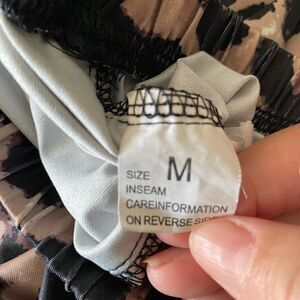 SIZE M
INSEAM
CAREINFORMATION
ON REVERSE SIDE